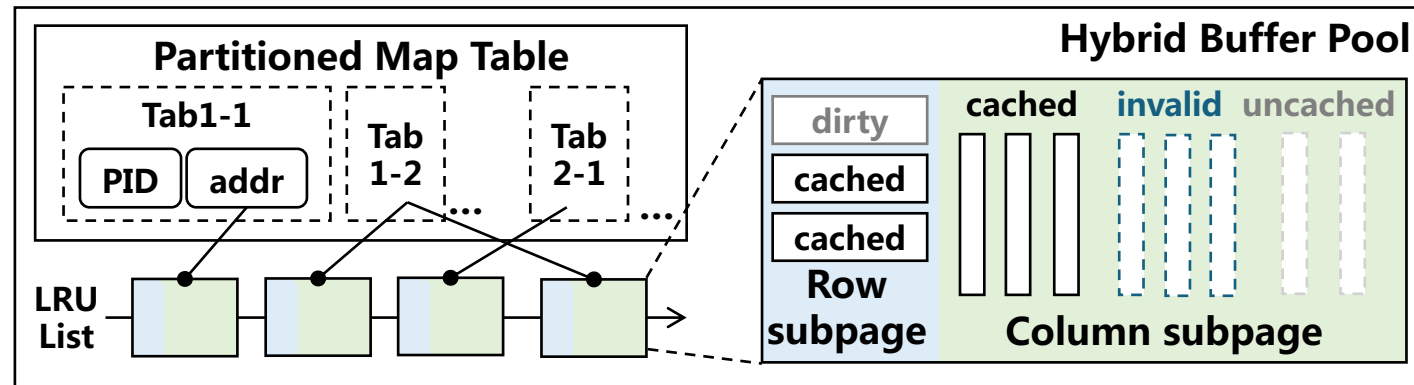 Hybrid Buffer Pool
Partitioned Map Table
Tab1-1
PID
addr
Tab
1-2
...
Tab
2-1
...
LRU
List
dirty
cached
cached
Row
subpage
cached
invalid
uncached
Column subpage